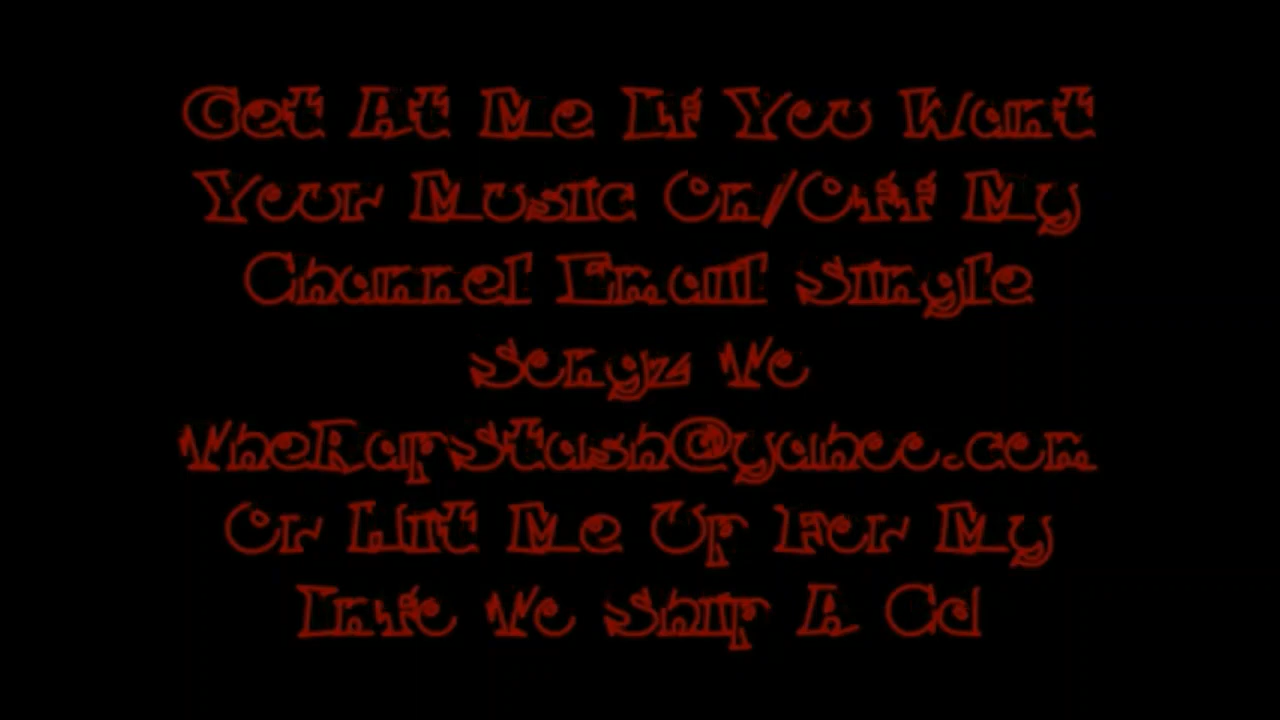 Get At Me If You Want
Your Music On/Off My
Channel Email Single
Songz To
TheRapStash@yahoo.com
Or Hit Me Up For My
Info To Ship A Cd